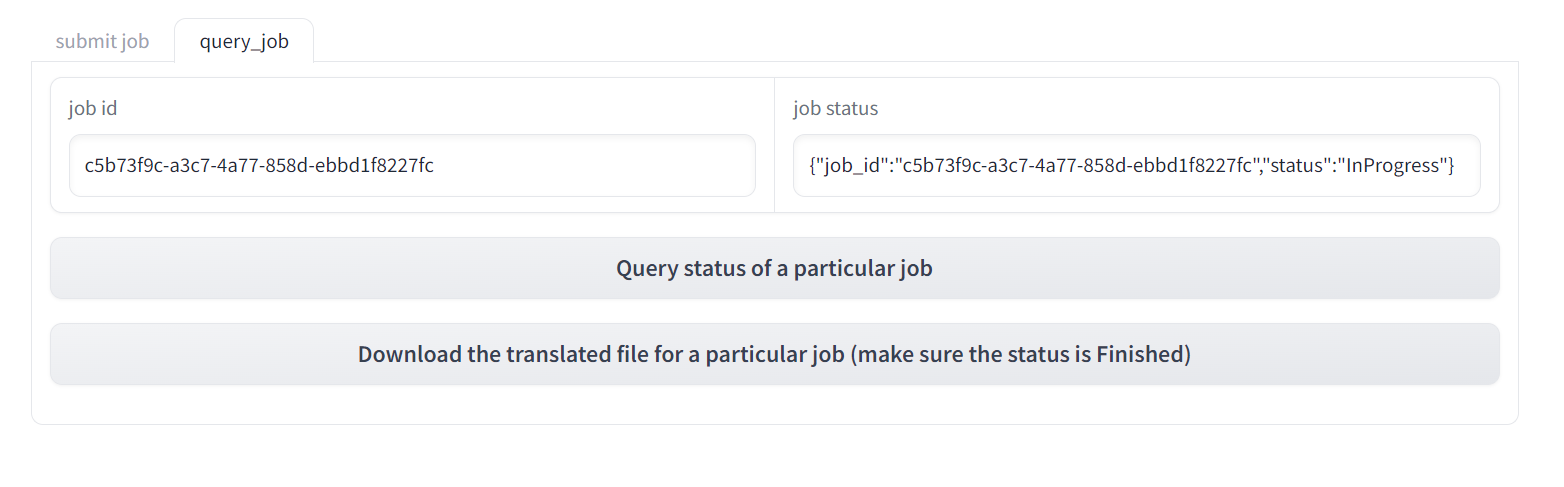 submit job
query_job
job id
job status
c5b73f9c-a3c7-4a77-858d-ebbd1f8227fc
{"job_id":"c5b73f9c-a3c7-4a77-858d-ebbd1f8227fc","status":"InProgress"}
Query status of a particular job
Download the translated file for a particular job (make sure the status is Finished)